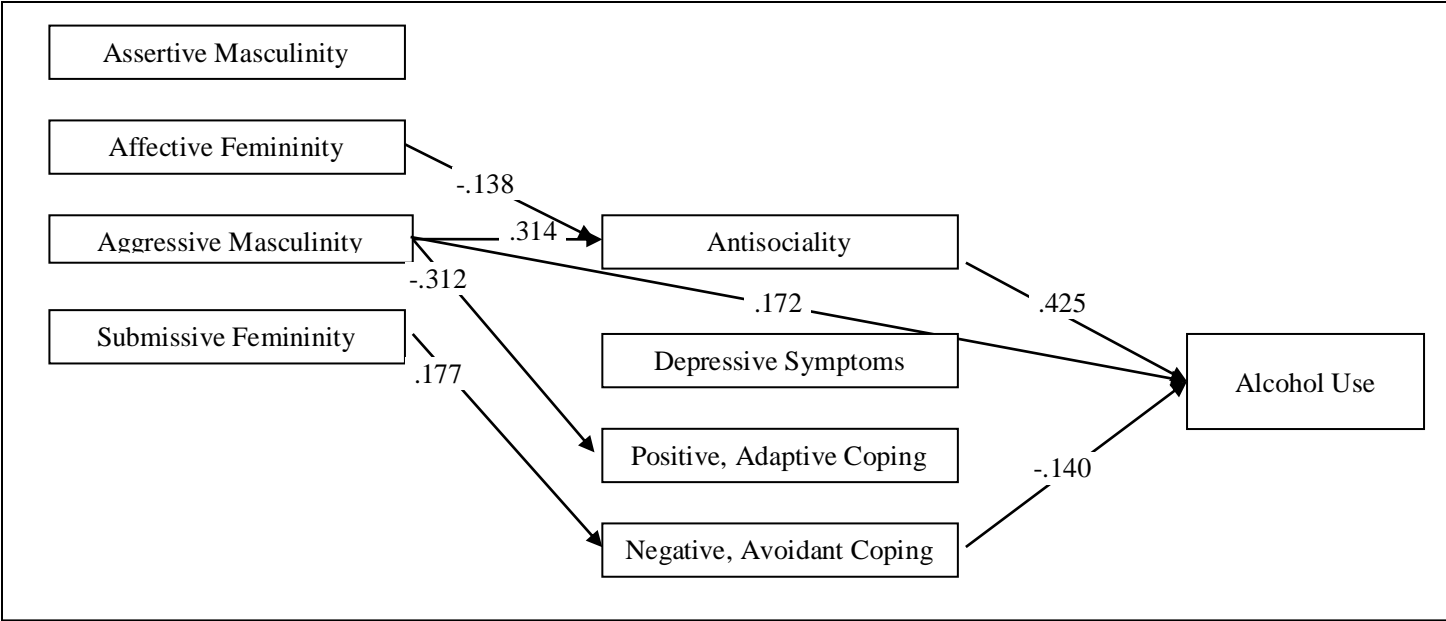 Assertive Masculinity
Affective Femininity
-.138
Aggressive Masculinity
.314
Antisociality
-.312
.172
.425
Submissive Femininity
.177
Depressive Symptoms
Alcohol Use
Positive, Adaptive Coping
-.140
Negative, Avoidant Coping